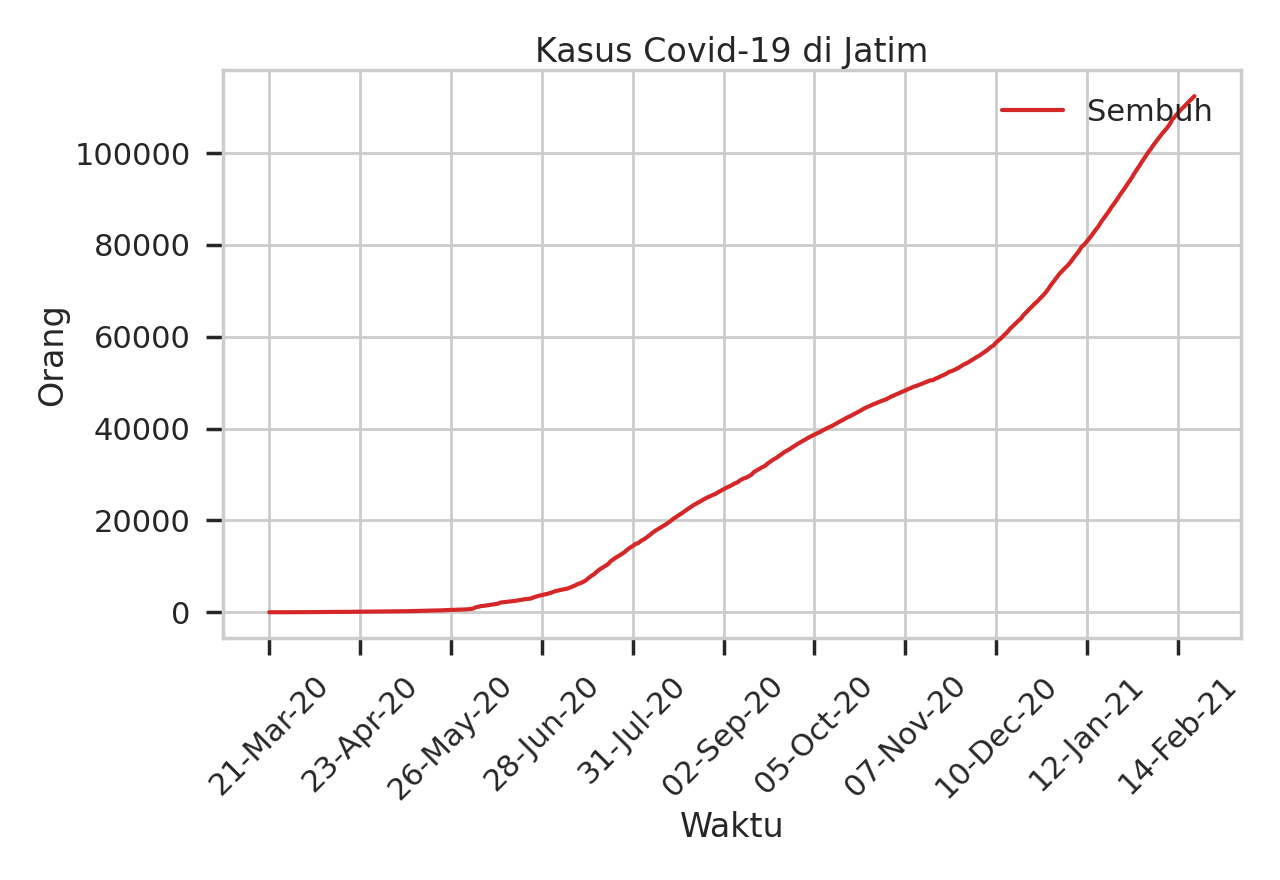 Kasus Covid-19 di Jatim
Sembuh
100000
80000
60000
40000
20000
0
Orang
21-Mar-20
23-Apr-20
26-May-20
28-Jun-20
31-Jul-20
02-Sep-20
05-Oct-20
07-Nov-20
10-Dec-20
12-Jan-21
14-Feb-21
Waktu